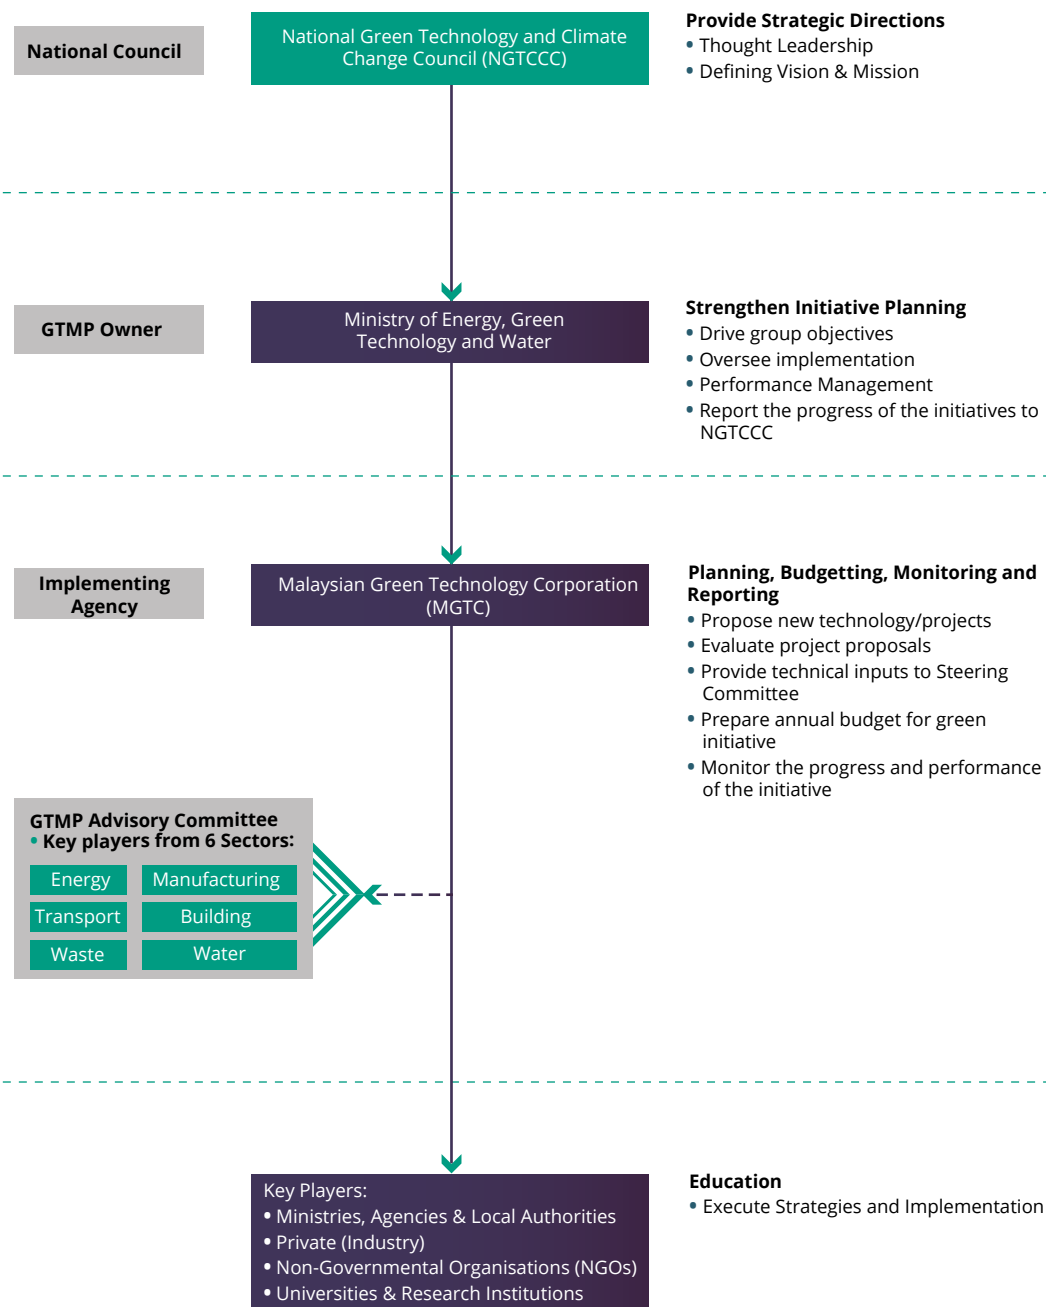 National Council
National Green Technology and Climate
Change Council (NGTCCC)
Provide Strategic Directions
• Thought Leadership
• Defining Vision & Mission
GTMP Owner
Ministry of Energy, Green
Technology and Water
Strengthen Initiative Planning
• Drive group objectives
• Oversee implementation
• Performance Management
• Report the progress of the initiatives to
NGTCCC
Implementing
Agency
Malaysian Green Technology Corporation
(MGTC)
Planning, Budgetting, Monitoring and
Reporting
• Propose new technology/projects
• Evaluate project proposals
• Provide technical inputs to Steering
Committee
• Prepare annual budget for green
initiative
• Monitor the progress and performance
of the initiative
GTMP Advisory Committee
• Key players from 6 Sectors:
Energy
Manufacturing
Transport
Building
Waste
Water
Key Players:
• Ministries, Agencies & Local Authorities
• Private (Industry)
• Non-Governmental Organisations (NGOs)
• Universities & Research Institutions
Education
• Execute Strategies and Implementation